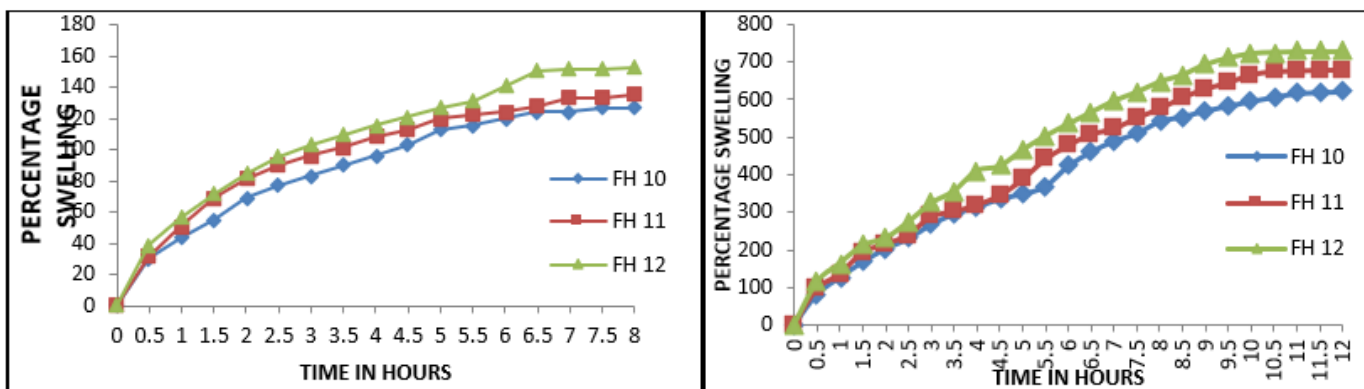 180
160
140
120
100
80
60
40
20
0
PERCENTAGE
SWELLING
FH 10
FH 11
FH 12
0 0.5 1 1.5 2 2.5 3 3.5 4 4.5 5 5.5 6 6.5 7 7.5 8
TIME IN HOURS
800
700
600
500
400
300
200
100
0
PERCENTAGE SWELLING
FH 10
FH 11
FH 12
0 0.5 1 1.5 2 2.5 3 3.5 4 4.5 5 5.5 6 6.5 7 7.5 8 8.5 9 9.5 10 10.5 11 11.5 12
TIME IN HOURS